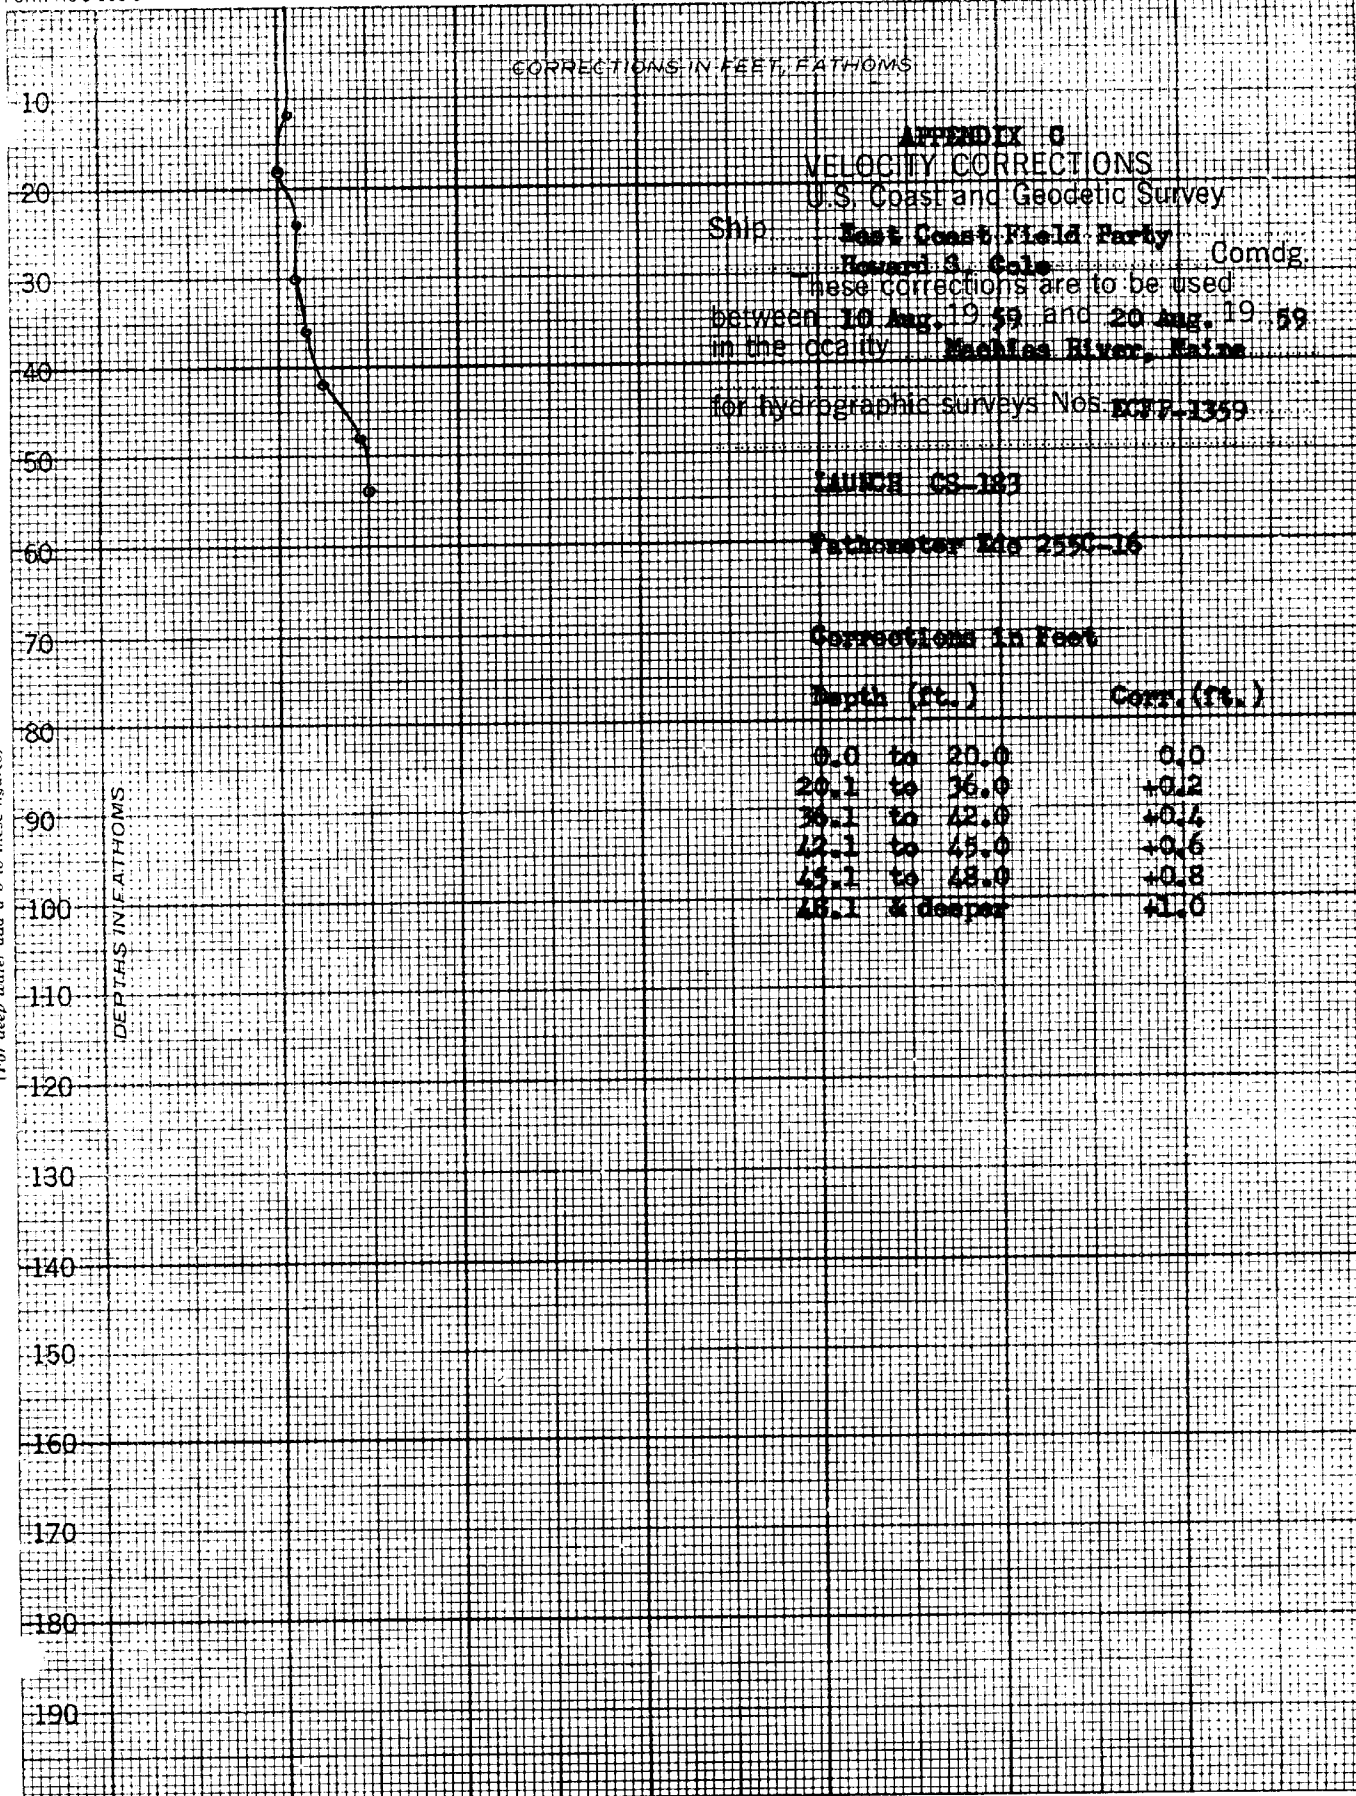 CORRECTIONS IN FEET, FATHOMS
APPENDIX C
VELOCITY CORRECTIONS
U.S. Coast and Geodetic Survey
Ship East Coast Field Party
Howard S. Cole Comdg.
These corrections are to be used
between 10 Aug. 19 59 and 20 Aug. 19 59
in the locality Machias River, Maine
for hydrographic surveys Nos. ECFP-1359
LAUNCH CS-183
Fathometer Edo 255C-16
Corrections in Feet
Depth (ft.) Corr. (ft.)
0.0 to 20.0 0.0
20.1 to 36.0 +0.2
36.1 to 42.0 +0.4
42.1 to 45.0 +0.6
45.1 to 48.0 +0.8
48.1 & deeper +1.0
10
20
30
40
50
60
70
80
90
100
110
120
130
140
150
160
170
180
190
DEPTHS IN FATHOMS